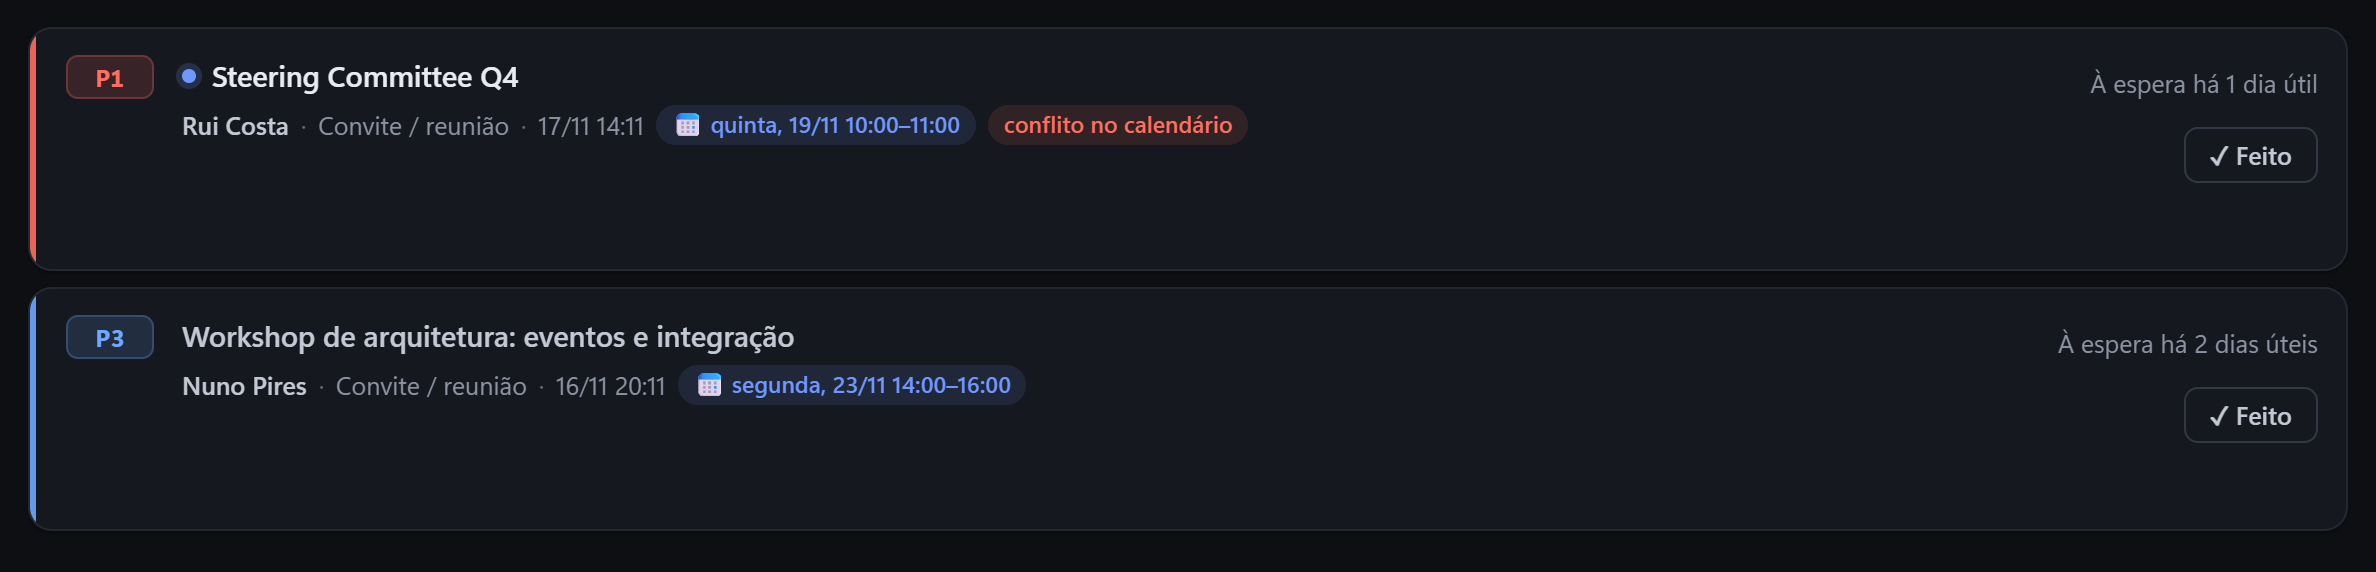 P1 Steering Committee Q4
À espera há 1 dia útil
Rui Costa · Convite / reunião · 17/11 14:11 quinta, 19/11 10:00–11:00 conflito no calendário
✓ Feito
P3 Workshop de arquitetura: eventos e integração
À espera há 2 dias úteis
Nuno Pires · Convite / reunião · 16/11 20:11 segunda, 23/11 14:00–16:00
✓ Feito